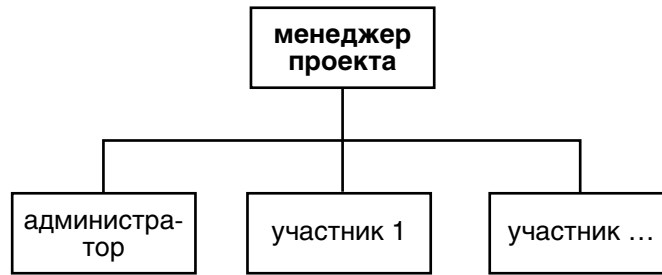 менеджер
проекта
администра-
тор
участник 1
участник …